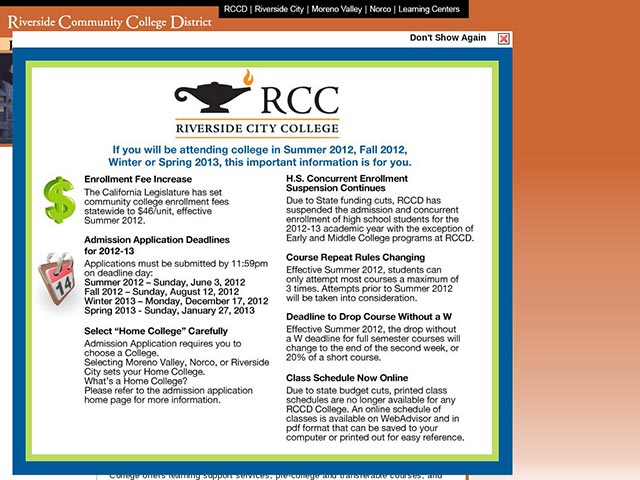 RCCD | Riverside City | Moreno Valley | Norco | Learning Centers
Riverside Community College District
Don't Show Again
RCC
RIVERSIDE CITY COLLEGE
If you will be attending college in Summer 2012, Fall 2012,
Winter or Spring 2013, this important information is for you.
Enrollment Fee Increase
The California Legislature has set
community college enrollment fees
statewide to $46/unit, effective
Summer 2012.
Admission Application Deadlines
for 2012-13
Applications must be submitted by 11:59pm
on deadline day:
Summer 2012 – Sunday, June 3, 2012
Fall 2012 – Sunday, August 12, 2012
Winter 2013 – Monday, December 17, 2012
Spring 2013 - Sunday, January 27, 2013
14
Select “Home College” Carefully
Admission Application requires you to
choose a College.
Selecting Moreno Valley, Norco, or Riverside
City sets your Home College.
What’s a Home College?
Please refer to the admission application
home page for more information.
H.S. Concurrent Enrollment
Suspension Continues
Due to State funding cuts, RCCD has
suspended the admission and concurrent
enrollment of high school students for the
2012-13 academic year with the exception of
Early and Middle College programs at RCCD.
Course Repeat Rules Changing
Effective Summer 2012, students can
only attempt most courses a maximum of
3 times. Attempts prior to Summer 2012
will be taken into consideration.
Deadline to Drop Course Without a W
Effective Summer 2012, the drop without
a W deadline for full semester courses will
change to the end of the second week, or
20% of a short course.
Class Schedule Now Online
Due to state budget cuts, printed class
schedules are no longer available for any
RCCD College. An online schedule of
classes is available on WebAdvisor and in
pdf format that can be saved to your
computer or printed out for easy reference.
College offers learning support services, pre-college and transferable courses, and